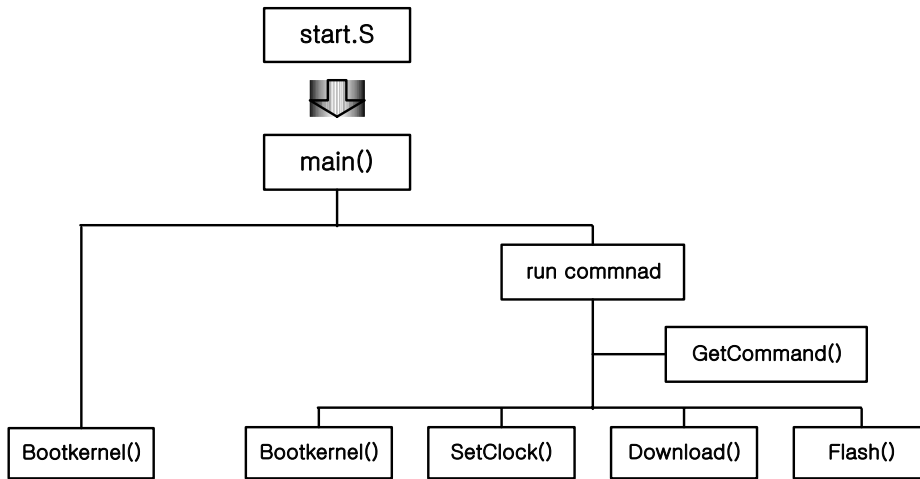 start.S
main()
run commnad
GetCommand()
Bootkernel()
Bootkernel()
SetClock()
Download()
Flash()